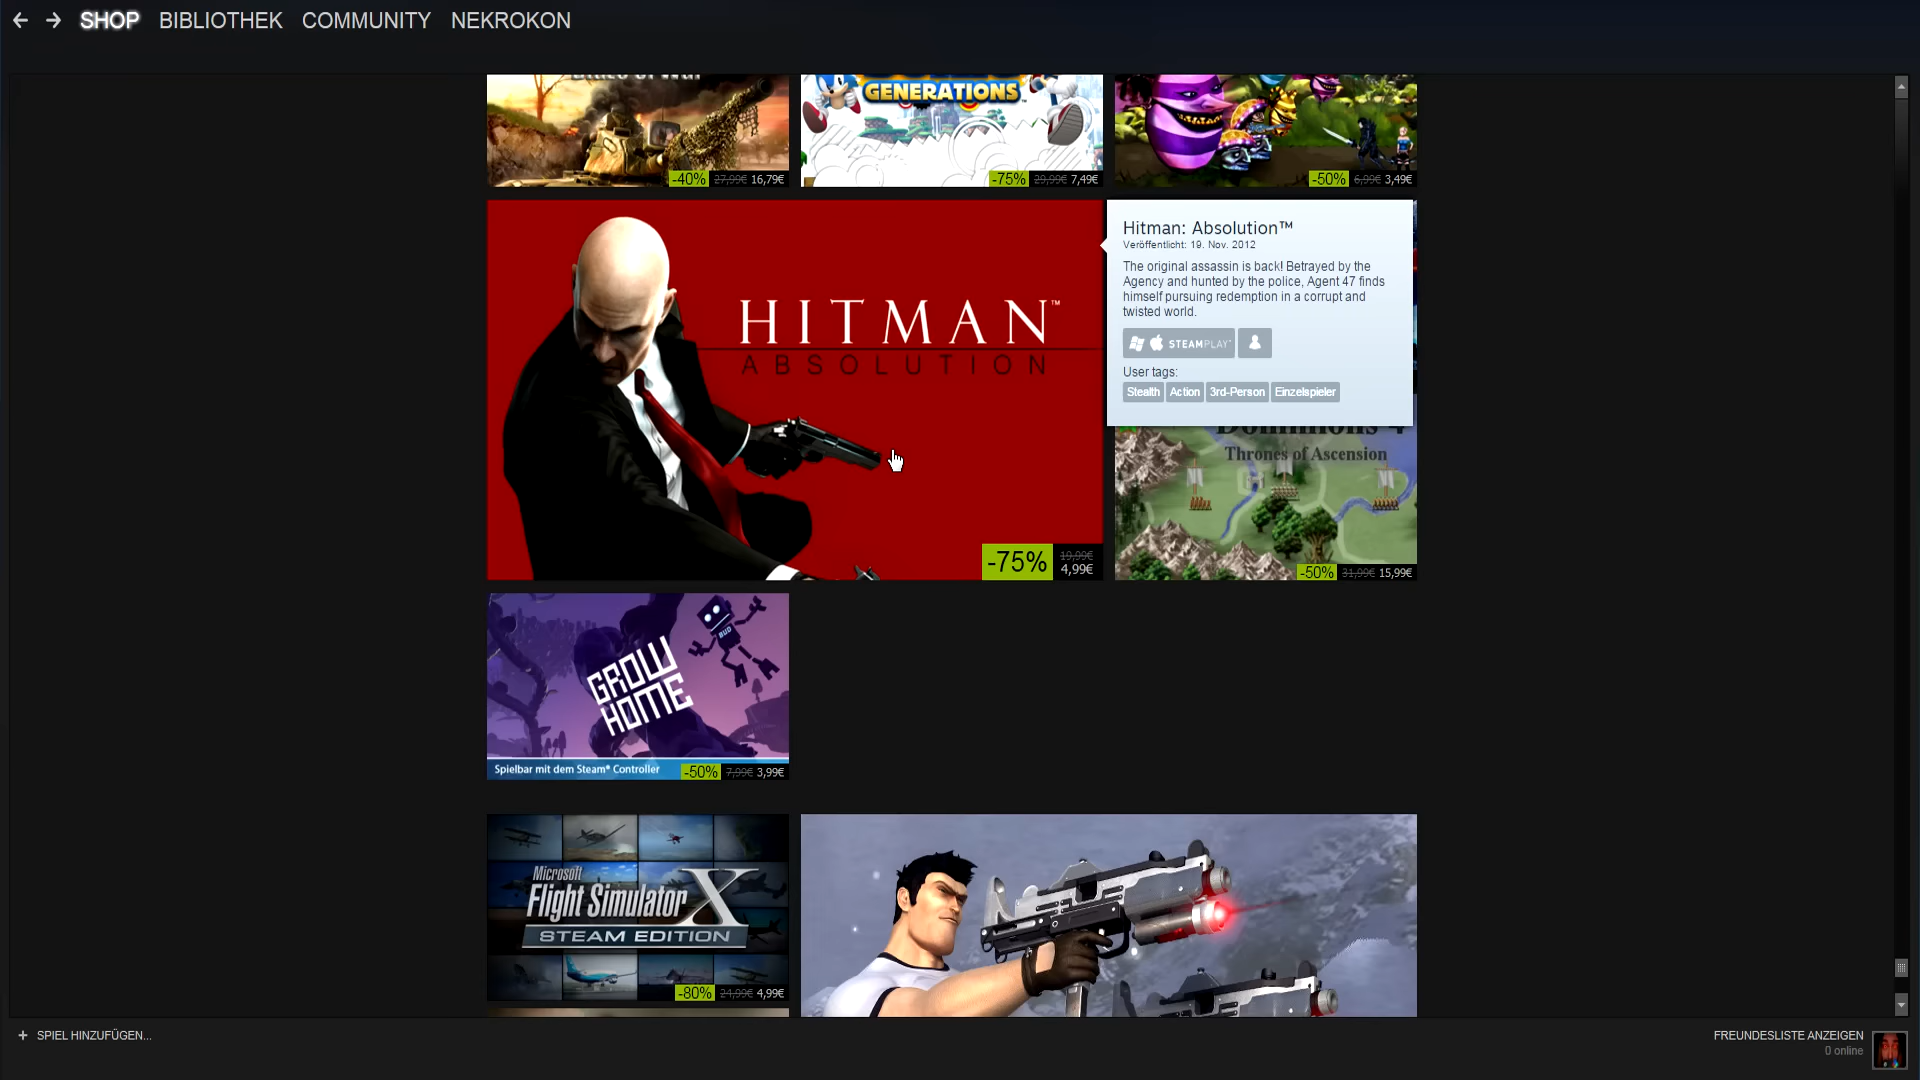 SHOP BIBLIOTHEK COMMUNITY NEKROKON
GENERATIONS
-40% 27,99€ 16,79€
-75% 29,99€ 7,49€
-50% 6,99€ 3,49€
HITMAN™
ABSOLUTION
-75% 19,99€
4,99€
Hitman: Absolution™
Veröffentlicht: 19. Nov. 2012
The original assassin is back! Betrayed by the
Agency and hunted by the police, Agent 47 finds
himself pursuing redemption in a corrupt and
twisted world.
STEAMPLAY
User tags:
Stealth Action 3rd-Person Einzelspieler
Dominions 4
Thrones of Ascension
-50% 31,99€ 15,99€
BUD
GROW
HOME
Spielbar mit dem Steam® Controller
-50% 7,99€ 3,99€
Microsoft
Flight Simulator X
STEAM EDITION
-80% 24,99€ 4,99€
+ SPIEL HINZUFÜGEN...
FREUNDESLISTE ANZEIGEN
0 online